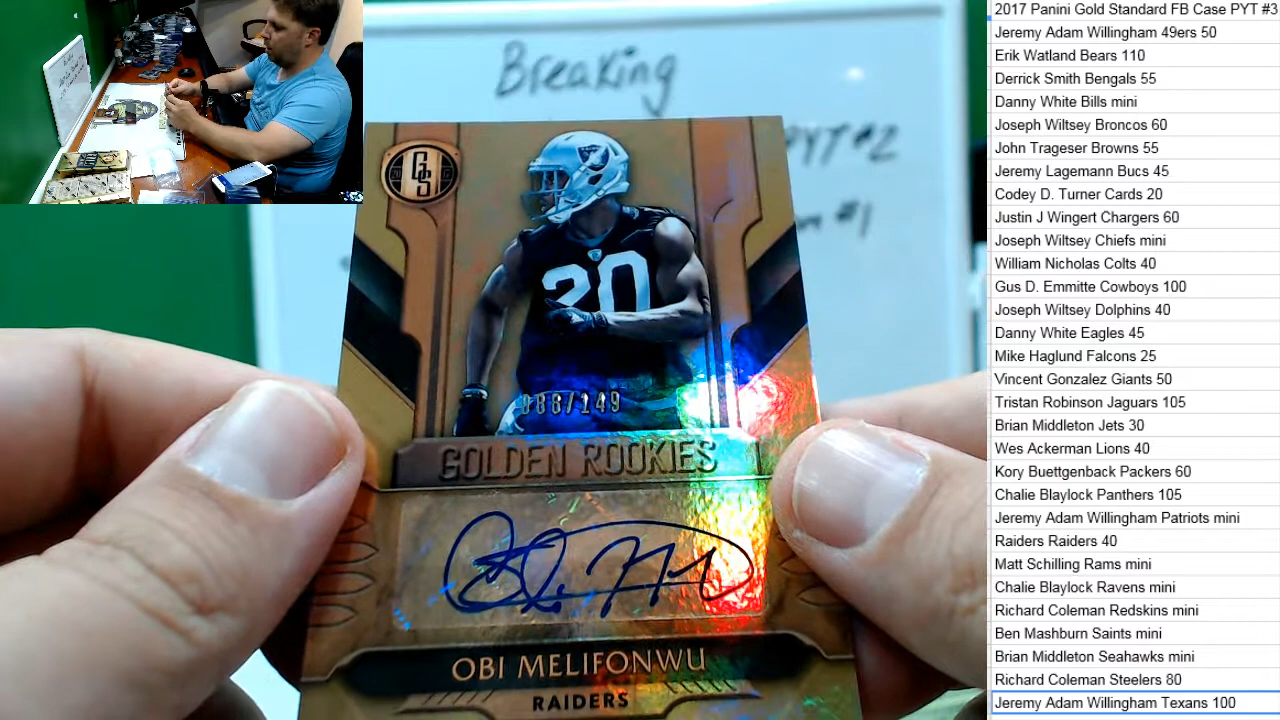 Breaking
PYT #2
#1
GS
20
088/149
GOLDEN ROOKIES
OBI MELIFONWU
RAIDERS
2017 Panini Gold Standard FB Case PYT #3
Jeremy Adam Willingham 49ers 50
Erik Watland Bears 110
Derrick Smith Bengals 55
Danny White Bills mini
Joseph Wiltsey Broncos 60
John Trageser Browns 55
Jeremy Lagemann Bucs 45
Codey D. Turner Cards 20
Justin J Wingert Chargers 60
Joseph Wiltsey Chiefs mini
William Nicholas Colts 40
Gus D. Emmitte Cowboys 100
Joseph Wiltsey Dolphins 40
Danny White Eagles 45
Mike Haglund Falcons 25
Vincent Gonzalez Giants 50
Tristan Robinson Jaguars 105
Brian Middleton Jets 30
Wes Ackerman Lions 40
Kory Buettgenback Packers 60
Chalie Blaylock Panthers 105
Jeremy Adam Willingham Patriots mini
Raiders Raiders 40
Matt Schilling Rams mini
Chalie Blaylock Ravens mini
Richard Coleman Redskins mini
Ben Mashburn Saints mini
Brian Middleton Seahawks mini
Richard Coleman Steelers 80
Jeremy Adam Willingham Texans 100